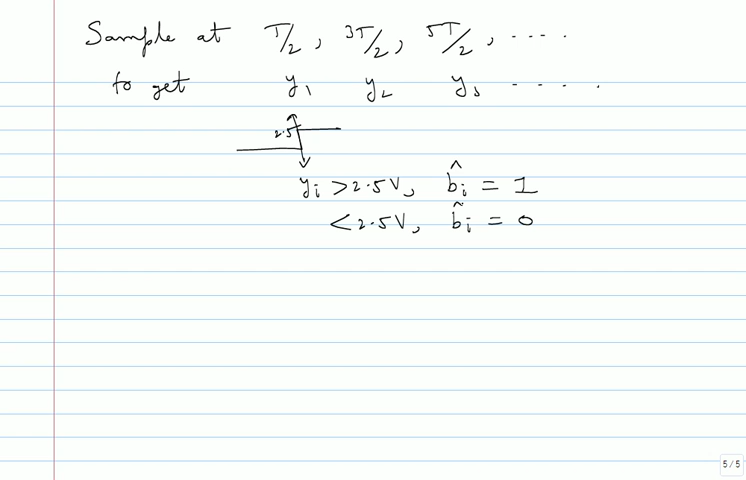 Sample at T/2, 3T/2, 5T/2, ....
to get y₁ y₂ y₃ ....
2.5
yᵢ > 2.5V, b̂ᵢ = 1
< 2.5V, b̂ᵢ = 0
5/5